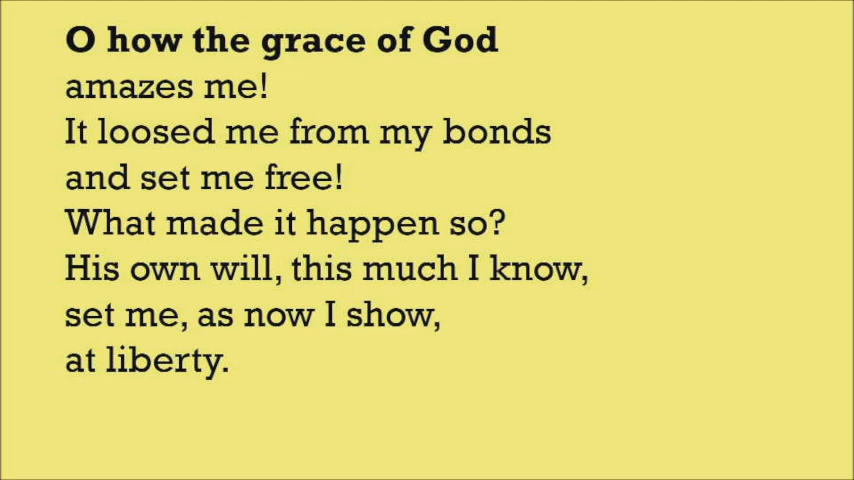 O how the grace of God
amazes me!
It loosed me from my bonds
and set me free!
What made it happen so?
His own will, this much I know,
set me, as now I show,
at liberty.